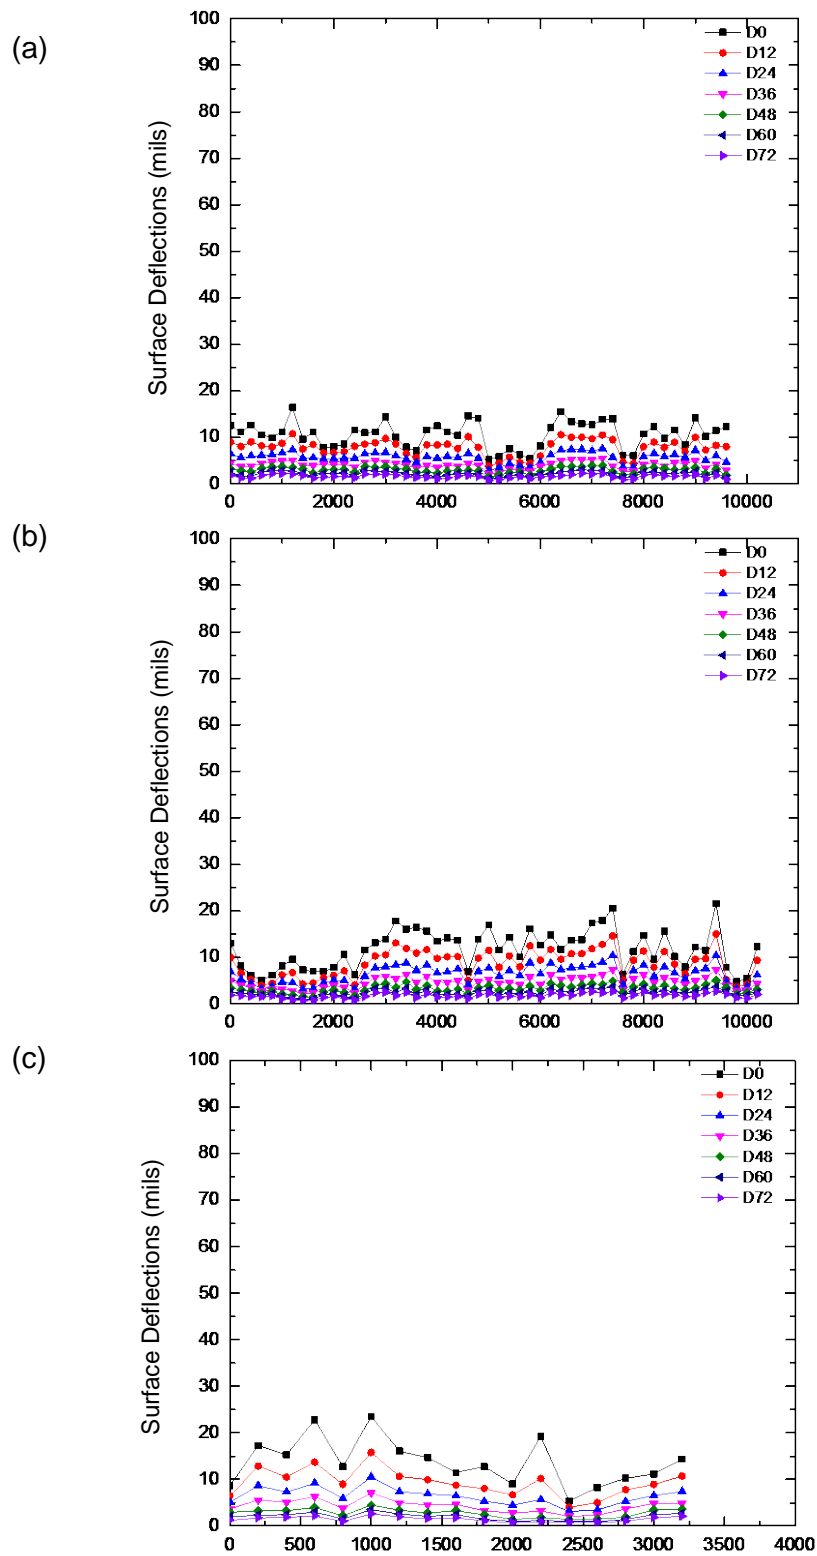 (a)
Surface Deflections (mils)
100
90
80
70
60
50
40
30
20
10
0
0 2000 4000 6000 8000 10000
D0
D12
D24
D36
D48
D60
D72
(b)
Surface Deflections (mils)
100
90
80
70
60
50
40
30
20
10
0
0 2000 4000 6000 8000 10000
D0
D12
D24
D36
D48
D60
D72
(c)
Surface Deflections (mils)
100
90
80
70
60
50
40
30
20
10
0
0 500 1000 1500 2000 2500 3000 3500 4000
D0
D12
D24
D36
D48
D60
D72